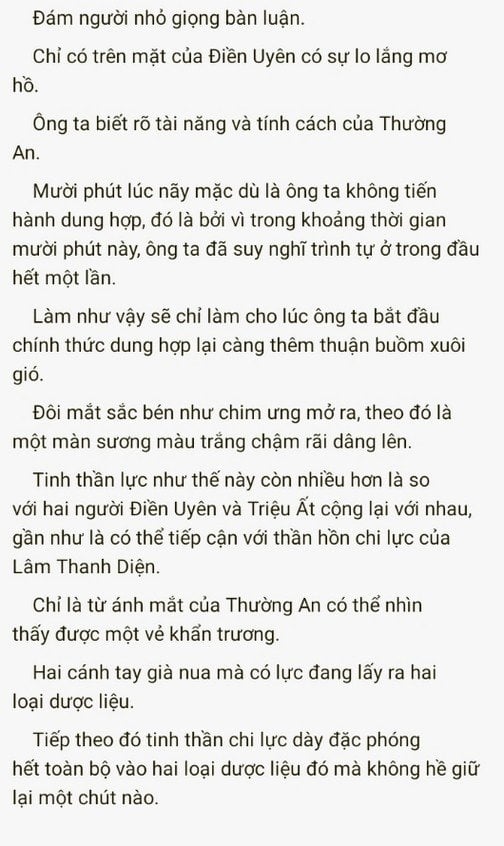 Đám người nhỏ giọng bàn luận.
Chỉ có trên mặt của Điền Uyên có sự lo lắng mơ
hồ.
Ông ta biết rõ tài năng và tính cách của Thường
An.
Mười phút lúc nãy mặc dù là ông ta không tiến
hành dung hợp, đó là bởi vì trong khoảng thời gian
mười phút này, ông ta đã suy nghĩ trình tự ở trong đầu
hết một lần.
Làm như vậy sẽ chỉ làm cho lúc ông ta bắt đầu
chính thức dung hợp lại càng thêm thuận buồm xuôi
gió.
Đôi mắt sắc bén như chim ưng mở ra, theo đó là
một màn sương màu trắng chậm rãi dâng lên.
Tinh thần lực như thế này còn nhiều hơn là so
với hai người Điền Uyên và Triệu Ất cộng lại với nhau,
gần như là có thể tiếp cận với thần hồn chi lực của
Lâm Thanh Diện.
Chỉ là từ ánh mắt của Thường An có thể nhìn
thấy được một vẻ khẩn trương.
Hai cánh tay già nua mà có lực đang lấy ra hai
loại dược liệu.
Tiếp theo đó tinh thần chi lực dày đặc phóng
hết toàn bộ vào hai loại dược liệu đó mà không hề giữ
lại một chút nào.